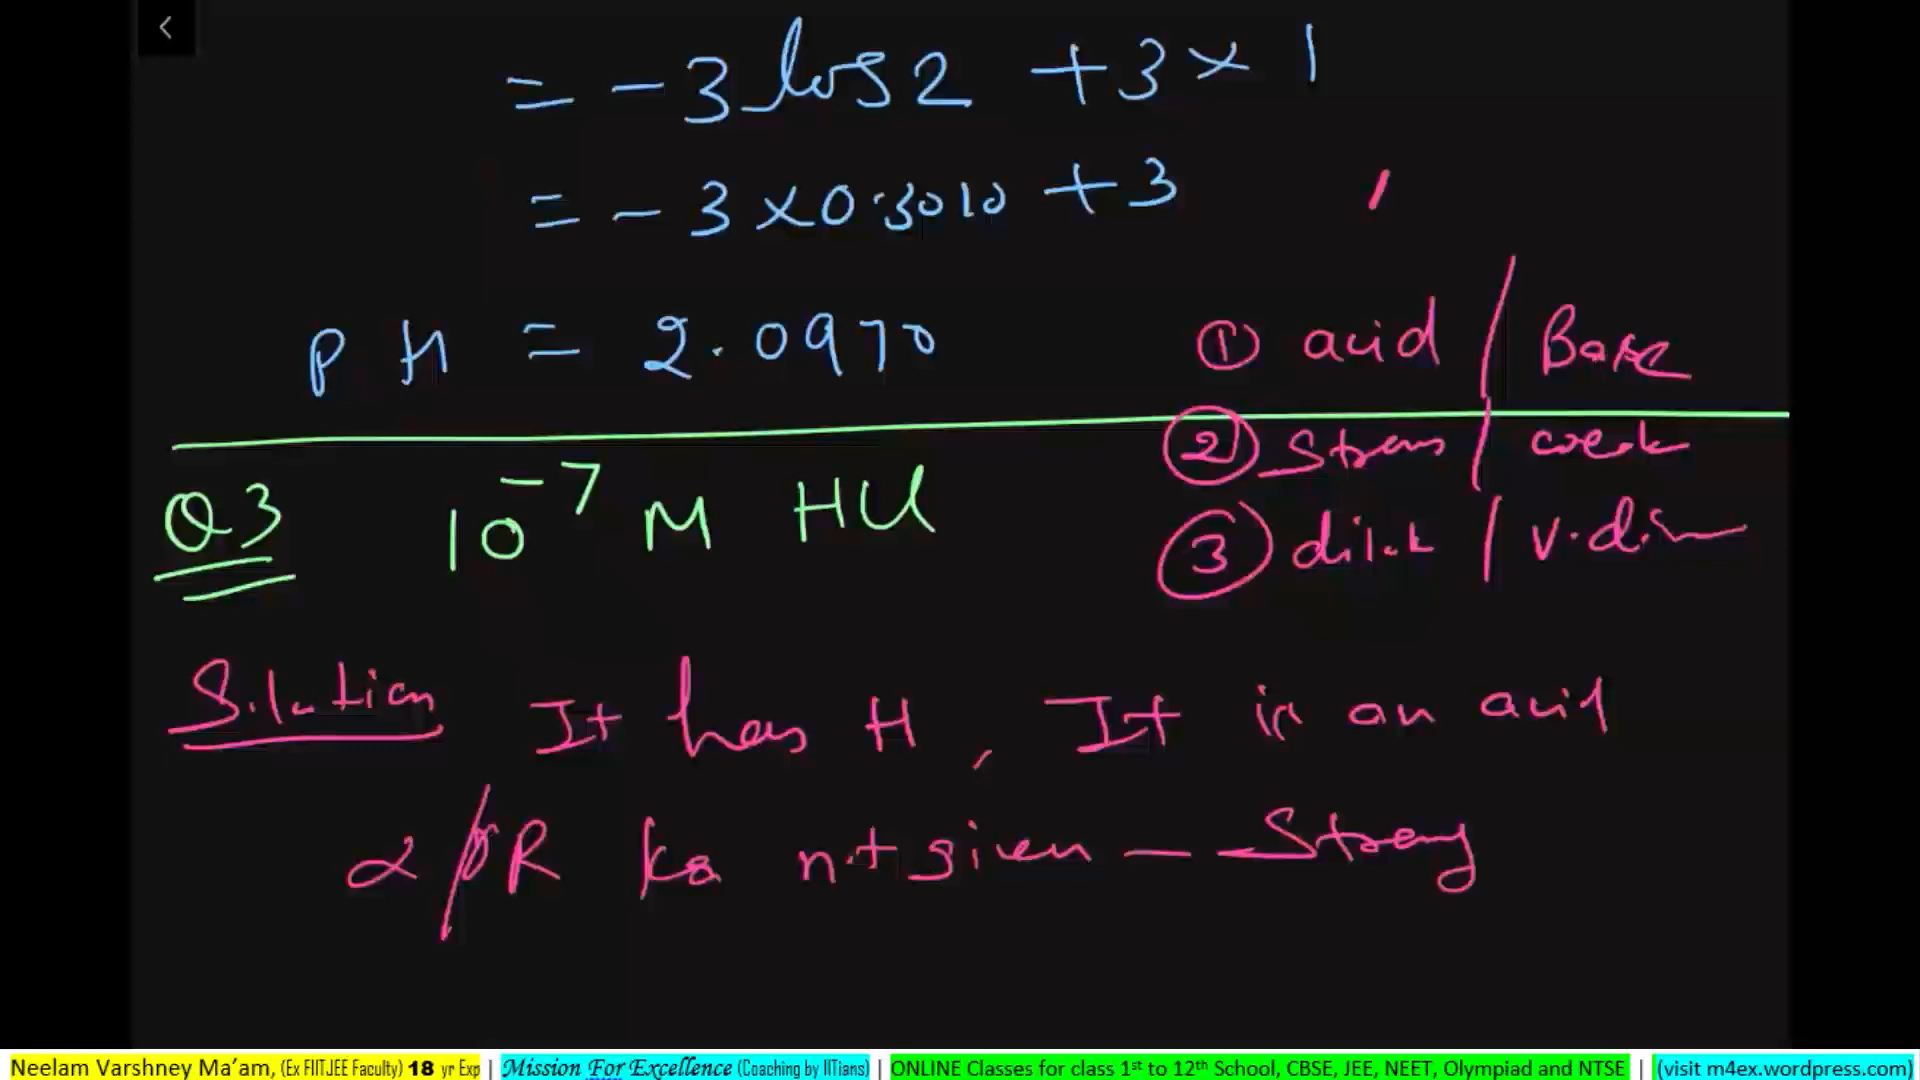 = - 3 log 2 + 3 × 1
= - 3 × 0.3010 + 3
pH = 2.0970
① acid / Base
② Strong / weak
③ dilute / v.dil
Q3 10⁻⁷ M HCl
Solution It has H, It is an acid
α / OR ka not given — Strong
Neelam Varshney Ma'am, (Ex FIITJEE Faculty) 18 yr Exp | Mission For Excellence (Coaching by IITians) | ONLINE Classes for class 1st to 12th School, CBSE, JEE, NEET, Olympiad and NTSE | (visit m4ex.wordpress.com)